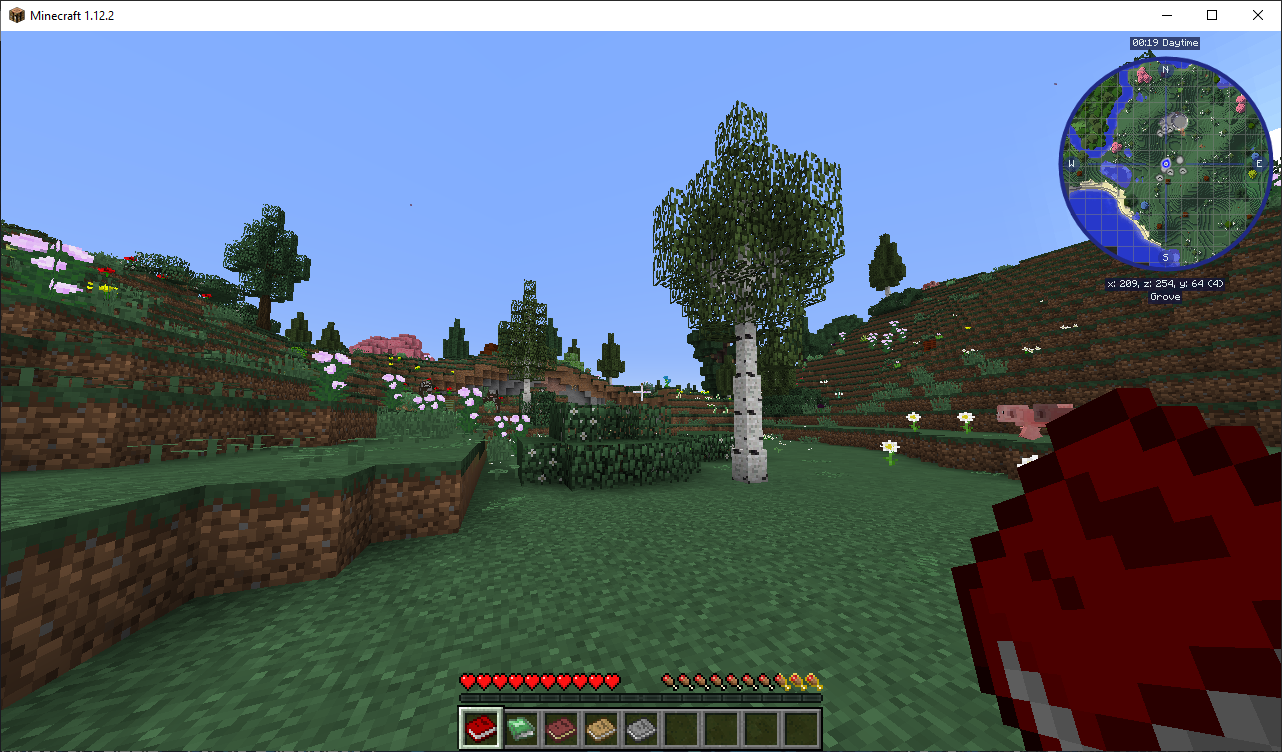 Minecraft 1.12.2
00:19 Daytime
N
W
E
S
x: 209, z: 254, y: 64 (4)
Grove